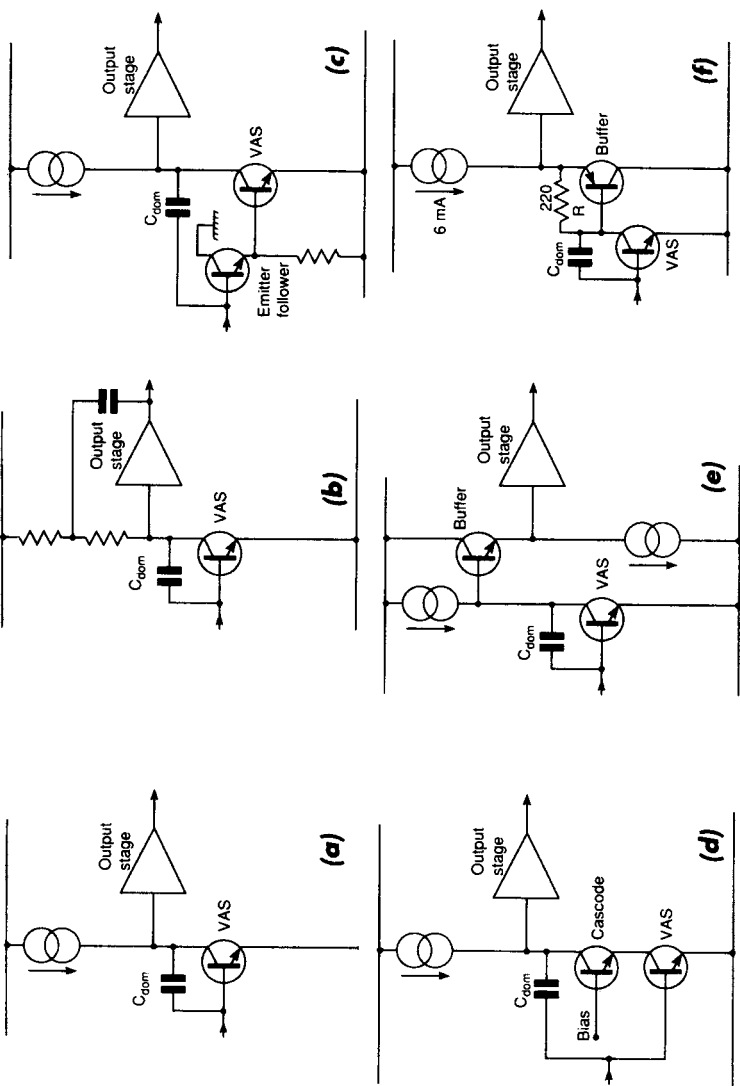 Output
stage
C_dom
VAS
(a)
Output
stage
C_dom
VAS
(b)
Output
stage
C_dom
VAS
Emitter
follower
(c)
Output
stage
C_dom
Cascode
Bias
VAS
(d)
Buffer
Output
stage
C_dom
VAS
(e)
6 mA
Output
stage
220
R
C_dom
Buffer
VAS
(f)